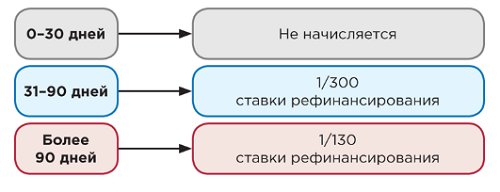 0–30 дней
Не начисляется
31–90 дней
1/300
ставки рефинансирования
Более
90 дней
1/130
ставки рефинансирования